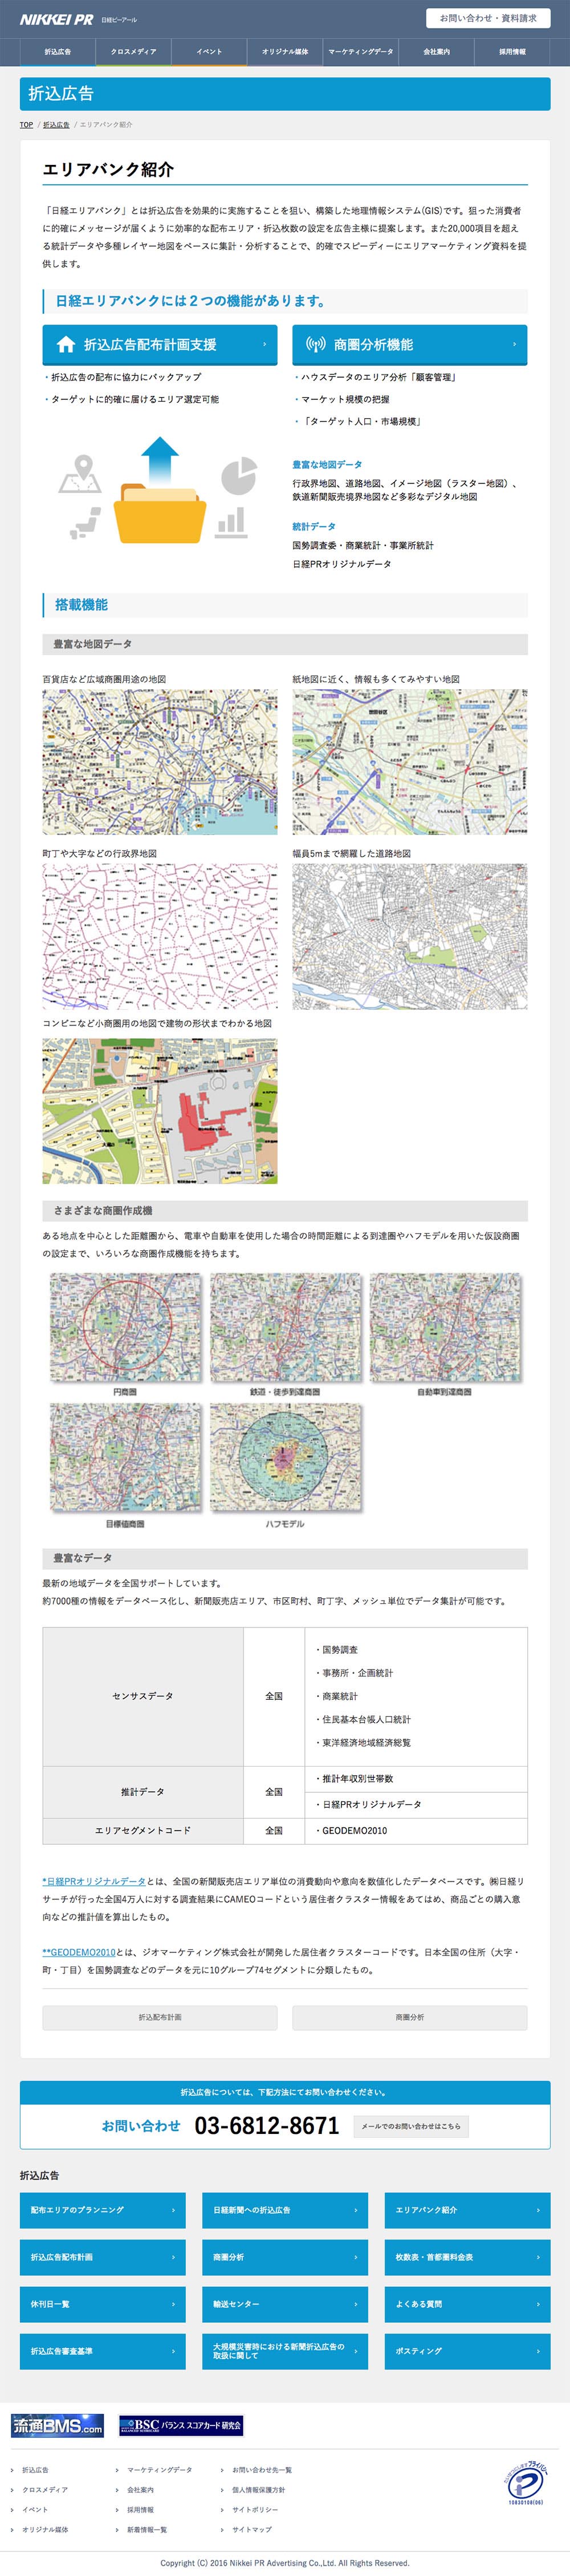 NIKKEI PR 日経ピーアール
お問い合わせ・資料請求
折込広告
クロスメディア
イベント
オリジナル媒体
マーケティングデータ
会社案内
採用情報
折込広告
TOP / 折込広告 / エリアバンク紹介
エリアバンク紹介
「日経エリアバンク」とは折込広告を効果的に実施することを狙い、構築した地理情報システム(GIS)です。狙った消費者
に的確にメッセージが届くように効率的な配布エリア・折込枚数の設定を広告主様に提案します。また20,000項目を超え
る統計データや多種レイヤー地図をベースに集計・分析することで、的確でスピーディーにエリアマーケティング資料を提
供します。
日経エリアバンクには２つの機能があります。
折込広告配布計画支援
・折込広告の配布に協力にバックアップ
・ターゲットに的確に届けるエリア選定可能
商圏分析機能
・ハウスデータのエリア分析「顧客管理」
・マーケット規模の把握
・「ターゲット人口・市場規模」
豊富な地図データ
行政界地図、道路地図、イメージ地図（ラスター地図）、
鉄道新聞販売境界地図など多彩なデジタル地図
統計データ
国勢調査委・商業統計・事業所統計
日経PRオリジナルデータ
搭載機能
豊富な地図データ
百貨店など広域商圏用途の地図
紙地図に近く、情報も多くてみやすい地図
町丁や大字などの行政界地図
幅員5mまで網羅した道路地図
コンビニなど小商圏用の地図で建物の形状までわかる地図
さまざまな商圏作成機
ある地点を中心とした距離圏から、電車や自動車を使用した場合の時間距離による到達圏やハフモデルを用いた仮設商圏
の設定まで、いろいろな商圏作成機能を持ちます。
円商圏
鉄道・徒歩到達商圏
自動車到達商圏
目標値商圏
ハフモデル
豊富なデータ
最新の地域データを全国サポートしています。
約7000種の情報をデータベース化し、新聞販売店エリア、市区町村、町丁字、メッシュ単位でデータ集計が可能です。
センサスデータ
全国
・国勢調査
・事務所・企画統計
・商業統計
・住民基本台帳人口統計
・東洋経済地域経済総覧
推計データ
全国
・推計年収別世帯数
・日経PRオリジナルデータ
エリアセグメントコード
全国
・GEODEMO2010
*日経PRオリジナルデータとは、全国の新聞販売店エリア単位の消費動向や意向を数値化したデータベースです。㈱日経リ
サーチが行った全国4万人に対する調査結果にCAMEOコードという居住者クラスター情報をあてはめ、商品ごとの購入意
向などの推計値を算出したもの。
**GEODEMO2010とは、ジオマーケティング株式会社が開発した居住者クラスターコードです。日本全国の住所（大字・
町・丁目）を国勢調査などのデータを元に10グループ74セグメントに分類したもの。
折込配布計画
商圏分析
折込広告については、下記方法にてお問い合わせください。
お問い合わせ 03-6812-8671
メールでのお問い合わせはこちら
折込広告
配布エリアのプランニング
日経新聞への折込広告
エリアバンク紹介
折込広告配布計画
商圏分析
枚数表・首都圏料金表
休刊日一覧
輸送センター
よくある質問
折込広告審査基準
大規模災害時における新聞折込広告の
取扱に関して
ポスティング
流通BMS.com
BSC バランス スコアカード 研究会
折込広告
マーケティングデータ
お問い合わせ先一覧
クロスメディア
会社案内
個人情報保護方針
イベント
採用情報
サイトポリシー
オリジナル媒体
新着情報一覧
サイトマップ
10830108(06)
Copyright (C) 2016 Nikkei PR Advertising Co.,Ltd. All Rights Reserved.